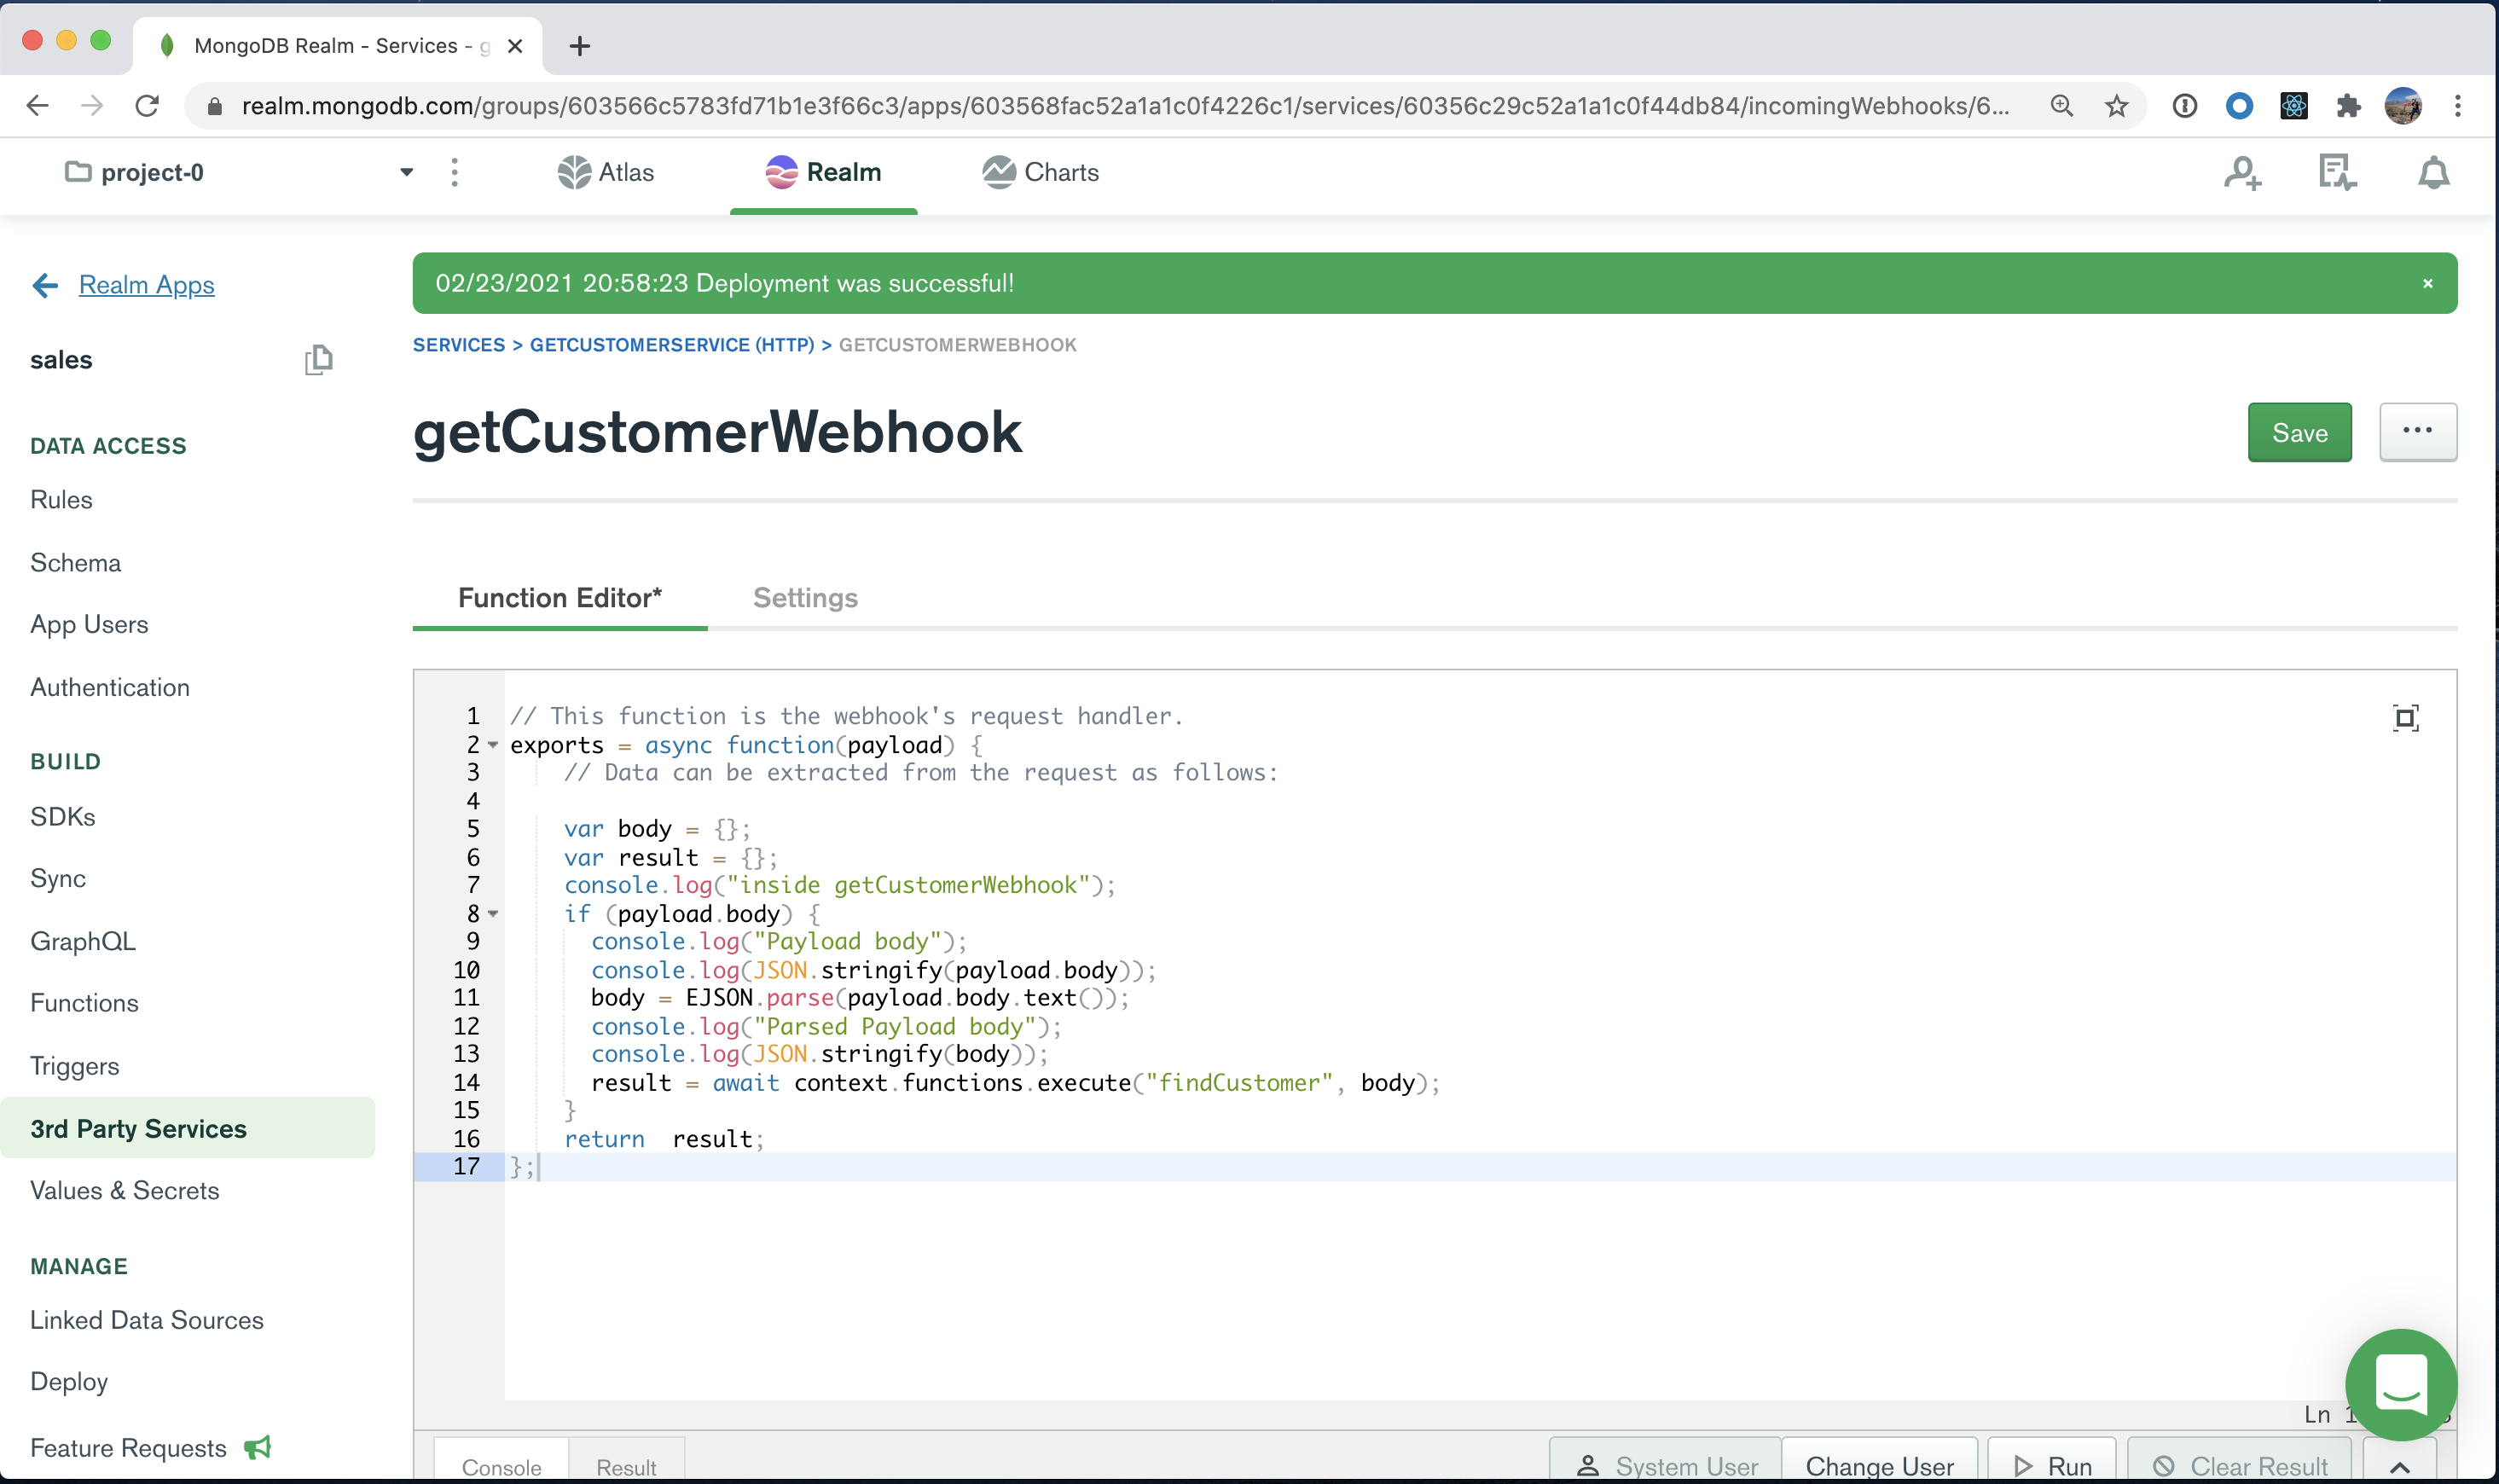 MongoDB Realm - Services - g
realm.mongodb.com/groups/603566c5783fd71b1e3f66c3/apps/603568fac52a1a1c0f4226c1/services/60356c29c52a1a1c0f44db84/incomingWebhooks/6...
project-0
Atlas
Realm
Charts
Realm Apps
sales
DATA ACCESS
Rules
Schema
App Users
Authentication
BUILD
SDKs
Sync
GraphQL
Functions
Triggers
3rd Party Services
Values & Secrets
MANAGE
Linked Data Sources
Deploy
Feature Requests
02/23/2021 20:58:23 Deployment was successful!
SERVICES > GETCUSTOMERSERVICE (HTTP) > GETCUSTOMERWEBHOOK
getCustomerWebhook
Save
...
Function Editor*
Settings
1 // This function is the webhook's request handler.
2 exports = async function(payload) {
3 // Data can be extracted from the request as follows:
4
5 var body = {};
6 var result = {};
7 console.log("inside getCustomerWebhook");
8 if (payload.body) {
9 console.log("Payload body");
10 console.log(JSON.stringify(payload.body));
11 body = EJSON.parse(payload.body.text());
12 console.log("Parsed Payload body");
13 console.log(JSON.stringify(body));
14 result = await context.functions.execute("findCustomer", body);
15 }
16 return  result;
17 };
Ln
Console
Result
System User
Change User
Run
Clear Result